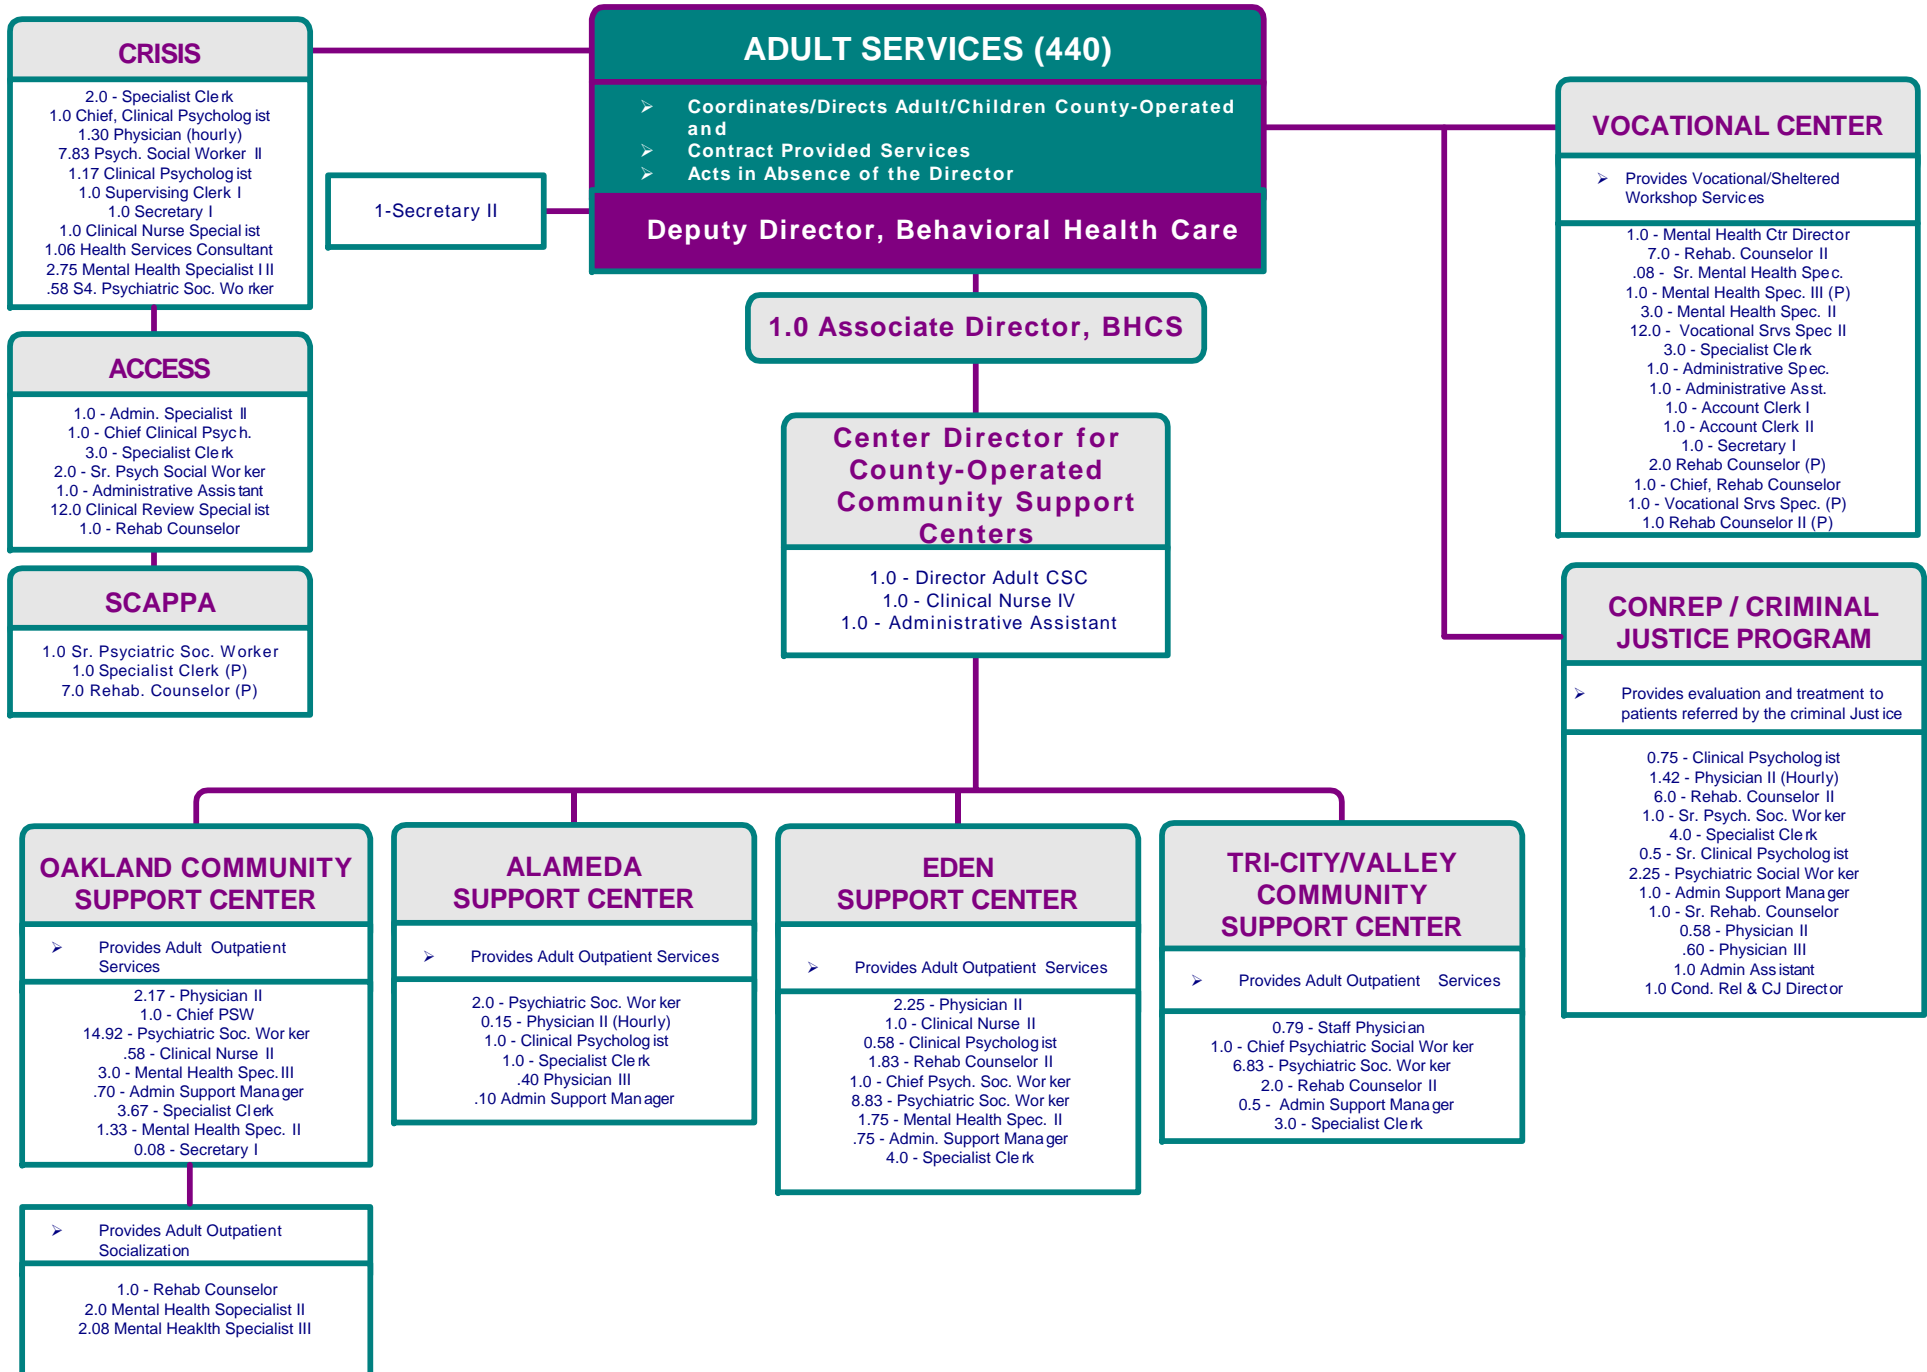 CRISIS
2.0 - Specialist Clerk
1.0 Chief, Clinical Psychologist
1.30 Physician (hourly)
7.83 Psych. Social Worker II
1.17 Clinical Psychologist
1.0 Supervising Clerk I
1.0 Secretary I
1.0 Clinical Nurse Specialist
1.06 Health Services Consultant
2.75 Mental Health Specialist III
.58 S4. Psychiatric Soc. Worker
ACCESS
1.0 - Admin. Specialist II
1.0 - Chief Clinical Psych.
3.0 - Specialist Clerk
2.0 - Sr. Psych Social Worker
1.0 - Administrative Assistant
12.0 Clinical Review Specialist
1.0 - Rehab Counselor
SCAPPA
1.0 Sr. Psyciatric Soc. Worker
1.0 Specialist Clerk (P)
7.0 Rehab. Counselor (P)
ADULT SERVICES (440)
➢ Coordinates/Directs Adult/Children County-Operated
and
➢ Contract Provided Services
➢ Acts in Absence of the Director
Deputy Director, Behavioral Health Care
1-Secretary II
1.0 Associate Director, BHCS
Center Director for
County-Operated
Community Support
Centers
1.0 - Director Adult CSC
1.0 - Clinical Nurse IV
1.0 - Administrative Assistant
VOCATIONAL CENTER
➢ Provides Vocational/Sheltered
Workshop Services
1.0 - Mental Health Ctr Director
7.0 - Rehab. Counselor II
.08 - Sr. Mental Health Spec.
1.0 - Mental Health Spec. III (P)
3.0 - Mental Health Spec. II
12.0 - Vocational Srvs Spec II
3.0 - Specialist Clerk
1.0 - Administrative Spec.
1.0 - Administrative Asst.
1.0 - Account Clerk I
1.0 - Account Clerk II
1.0 - Secretary I
2.0 Rehab Counselor (P)
1.0 - Chief, Rehab Counselor
1.0 - Vocational Srvs Spec. (P)
1.0 Rehab Counselor II (P)
CONREP / CRIMINAL
JUSTICE PROGRAM
➢ Provides evaluation and treatment to
patients referred by the criminal Justice
0.75 - Clinical Psychologist
1.42 - Physician II (Hourly)
6.0 - Rehab. Counselor II
1.0 - Sr. Psych. Soc. Worker
4.0 - Specialist Clerk
0.5 - Sr. Clinical Psychologist
2.25 - Psychiatric Social Worker
1.0 - Admin Support Manager
1.0 - Sr. Rehab. Counselor
0.58 - Physician II
.60 - Physician III
1.0 Admin Assistant
1.0 Cond. Rel & CJ Director
OAKLAND COMMUNITY
SUPPORT CENTER
➢ Provides Adult Outpatient
Services
2.17 - Physician II
1.0 - Chief PSW
14.92 - Psychiatric Soc. Worker
.58 - Clinical Nurse II
3.0 - Mental Health Spec.III
.70 - Admin Support Manager
3.67 - Specialist Clerk
1.33 - Mental Health Spec. II
0.08 - Secretary I
➢ Provides Adult Outpatient
Socialization
1.0 - Rehab Counselor
2.0 Mental Health Sopecialist II
2.08 Mental Heaklth Specialist III
ALAMEDA
SUPPORT CENTER
➢ Provides Adult Outpatient Services
2.0 - Psychiatric Soc. Worker
0.15 - Physician II (Hourly)
1.0 - Clinical Psychologist
1.0 - Specialist Clerk
.40 Physician III
.10 Admin Support Manager
EDEN
SUPPORT CENTER
➢ Provides Adult Outpatient Services
2.25 - Physician II
1.0 - Clinical Nurse II
0.58 - Clinical Psychologist
1.83 - Rehab Counselor II
1.0 - Chief Psych. Soc. Worker
8.83 - Psychiatric Soc. Worker
1.75 - Mental Health Spec. II
.75 - Admin. Support Manager
4.0 - Specialist Clerk
TRI-CITY/VALLEY
COMMUNITY
SUPPORT CENTER
➢ Provides Adult Outpatient Services
0.79 - Staff Physician
1.0 - Chief Psychiatric Social Worker
6.83 - Psychiatric Soc. Worker
2.0 - Rehab Counselor II
0.5 - Admin Support Manager
3.0 - Specialist Clerk